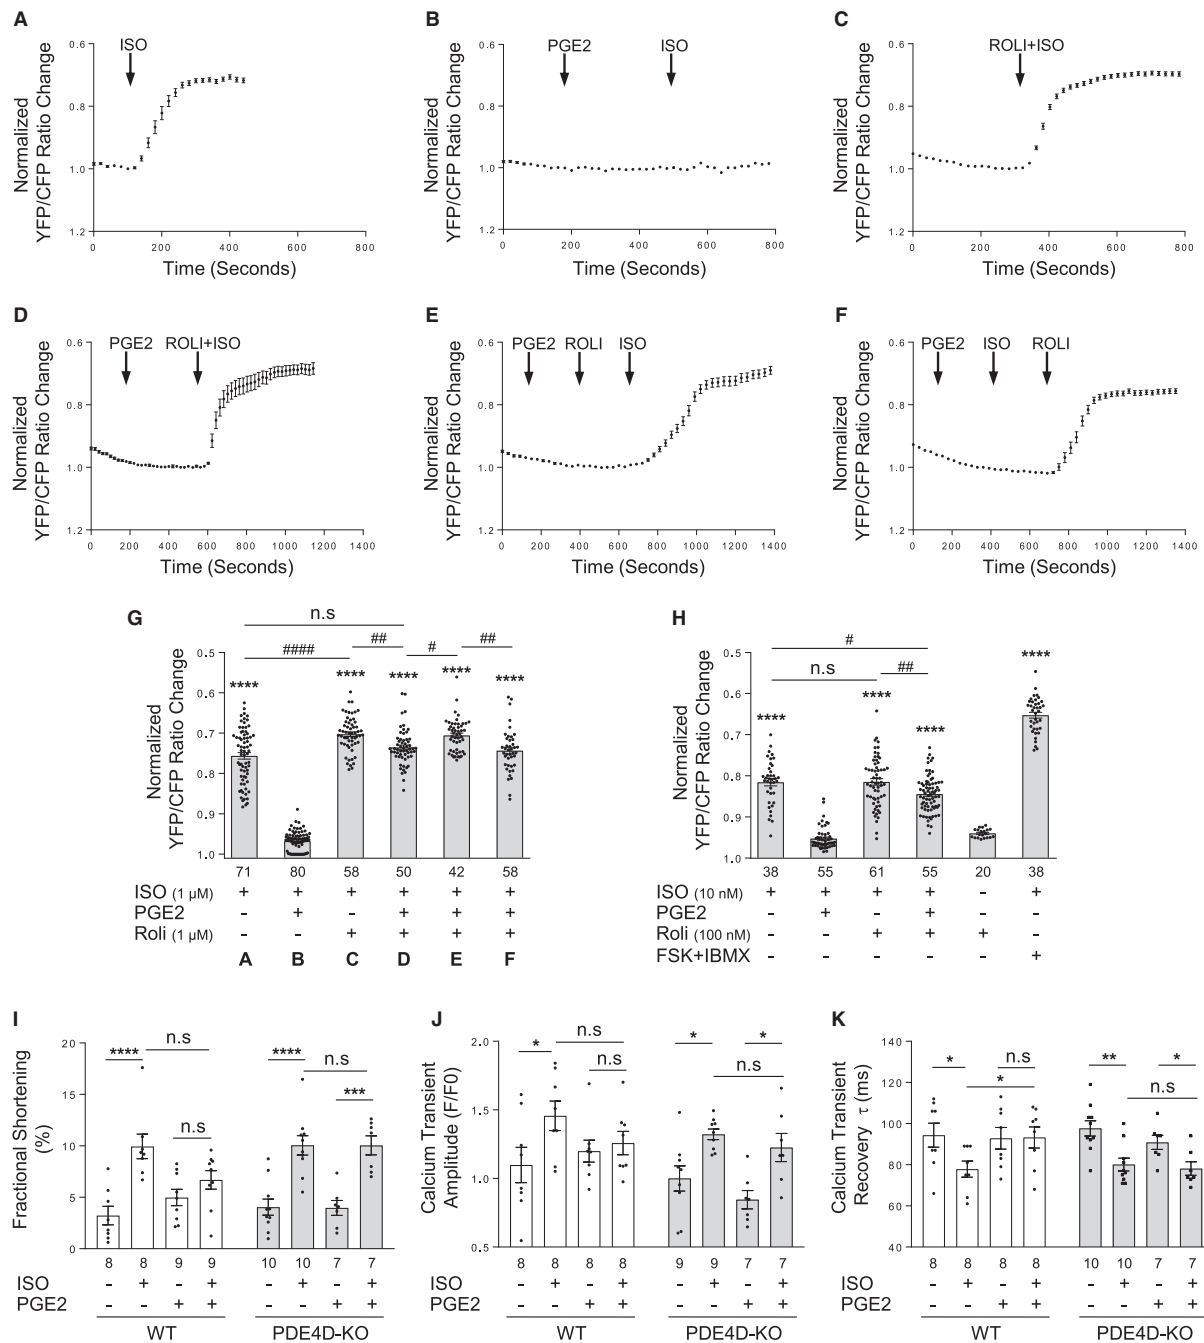 A
Normalized
YFP/CFP Ratio Change
0.6
0.8
1.0
1.2
ISO
0 200 400 600 800
Time (Seconds)
B
Normalized
YFP/CFP Ratio Change
0.6
0.8
1.0
1.2
PGE2 ISO
0 200 400 600 800
Time (Seconds)
C
Normalized
YFP/CFP Ratio Change
0.6
0.8
1.0
1.2
ROLI+ISO
0 200 400 600 800
Time (Seconds)
D
Normalized
YFP/CFP Ratio Change
0.6
0.8
1.0
1.2
PGE2 ROLI+ISO
0 200 400 600 800 1000 1200 1400
Time (Seconds)
E
Normalized
YFP/CFP Ratio Change
0.6
0.8
1.0
1.2
PGE2 ROLI ISO
0 200 400 600 800 1000 1200 1400
Time (Seconds)
F
Normalized
YFP/CFP Ratio Change
0.6
0.8
1.0
1.2
PGE2 ISO ROLI
0 200 400 600 800 1000 1200 1400
Time (Seconds)
G
Normalized
YFP/CFP Ratio Change
0.5
0.6
0.7
0.8
0.9
1.0
n.s
#### ## # ##
**** **** **** **** ****
71 80 58 50 42 58
ISO (1 µM) + + + + + +
PGE2 - + - + + +
Roli (1 µM) - - + + + +
A B C D E F
H
Normalized
YFP/CFP Ratio Change
0.5
0.6
0.7
0.8
0.9
1.0
#
n.s ##
**** **** **** ****
38 55 61 55 20 38
ISO (10 nM) + + + + - +
PGE2 - + - + - -
Roli (100 nM) - - + + + -
FSK+IBMX - - - - - +
I
Fractional Shortening
(%)
20
15
10
5
0
**** n.s n.s
**** n.s ***
8 8 9 9 10 10 7 7
ISO - + - + - + - +
PGE2 - - + + - - + +
WT PDE4D-KO
J
Calcium Transient
Amplitude (F/F0)
2.0
1.5
1.0
0.5
* n.s n.s
* n.s *
8 8 8 8 9 9 7 7
ISO - + - + - + - +
PGE2 - - + + - - + +
WT PDE4D-KO
K
Calcium Transient
Recovery τ (ms)
140
120
100
80
60
40
* n.s *
** * n.s
8 8 8 8 10 10 7 7
ISO - + - + - + - +
PGE2 - - + + - - + +
WT PDE4D-KO